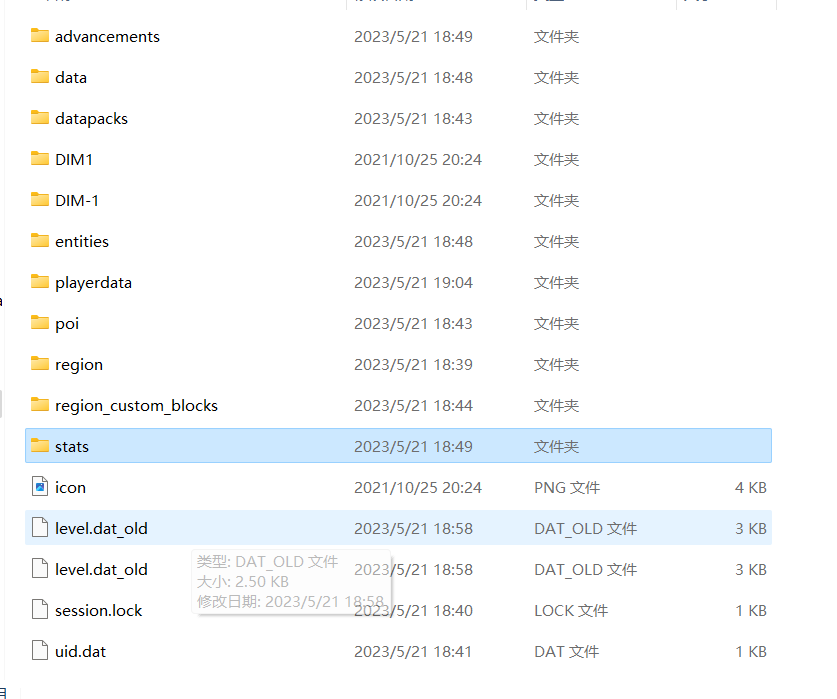 advancements 2023/5/21 18:49 文件夹
data 2023/5/21 18:48 文件夹
datapacks 2023/5/21 18:43 文件夹
DIM1 2021/10/25 20:24 文件夹
DIM-1 2021/10/25 20:24 文件夹
entities 2023/5/21 18:48 文件夹
playerdata 2023/5/21 19:04 文件夹
poi 2023/5/21 18:43 文件夹
region 2023/5/21 18:39 文件夹
region_custom_blocks 2023/5/21 18:44 文件夹
stats 2023/5/21 18:49 文件夹
icon 2021/10/25 20:24 PNG 文件 4 KB
level.dat_old 2023/5/21 18:58 DAT_OLD 文件 3 KB
level.dat_old 2023/5/21 18:58 DAT_OLD 文件 3 KB
类型: DAT_OLD 文件
大小: 2.50 KB
修改日期: 2023/5/21 18:58
session.lock 2023/5/21 18:40 LOCK 文件 1 KB
uid.dat 2023/5/21 18:41 DAT 文件 1 KB